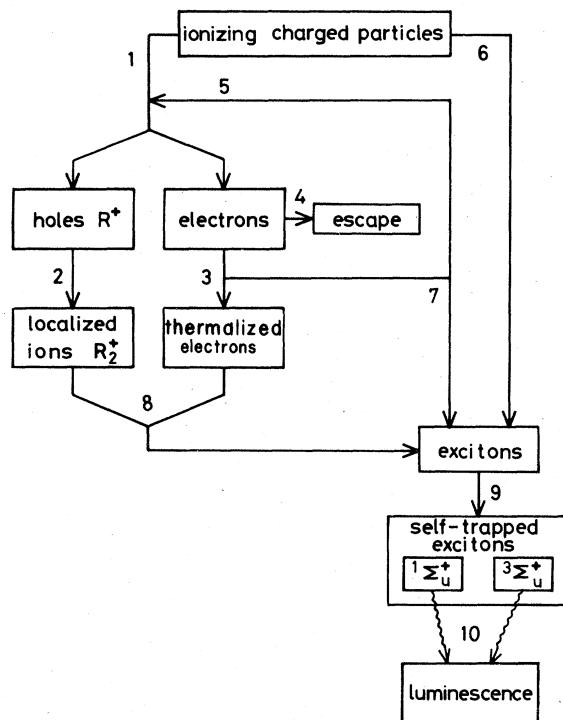 ionizing charged particles
1
6
5
holes R⁺
electrons
4
escape
2
3
7
localized
ions R₂⁺
thermalized
electrons
8
excitons
9
self-trapped
excitons
¹Σᵤ⁺
³Σᵤ⁺
10
luminescence